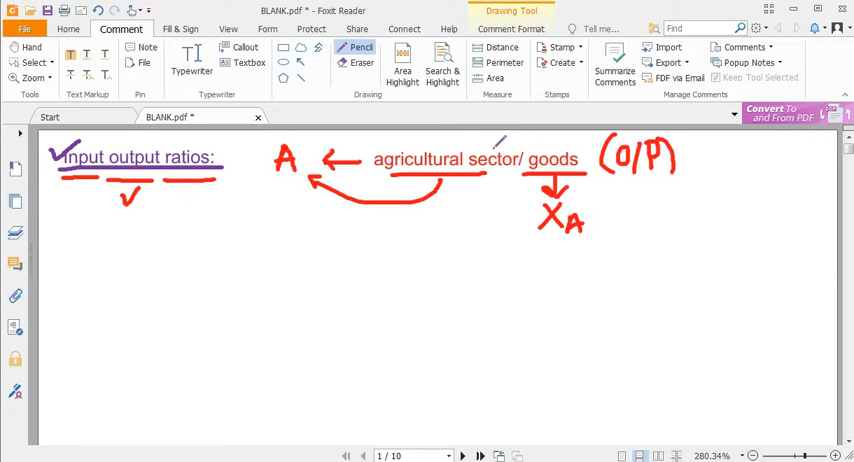 BLANK.pdf * - Foxit Reader
Drawing Tool
File
Home
Comment
Fill & Sign
View
Form
Protect
Share
Connect
Help
Comment Format
Tell me...
Find
Hand
Select
Zoom
Tools
T T T
T T T
Text Markup
Note
File
Pin
Typewriter
Callout
Textbox
Typewriter
Pencil
Eraser
Drawing
Area Highlight
Search & Highlight
Distance
Perimeter
Area
Measure
Stamp
Create
Stamps
Summarize Comments
Import
Export
FDF via Email
Comments
Popup Notes
Keep Tool Selected
Manage Comments
Start
BLANK.pdf *
Convert To and From PDF
Input output ratios: A agricultural sector/ goods (O/P)
XA
1 / 10
280.34%